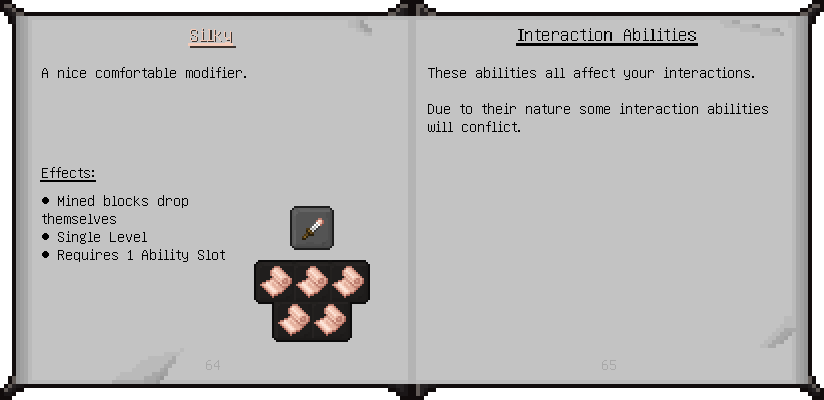 Silky
A nice comfortable modifier.
Effects:
● Mined blocks drop
themselves
● Single Level
● Requires 1 Ability Slot
64
Interaction Abilities
These abilities all affect your interactions.
Due to their nature some interaction abilities
will conflict.
65